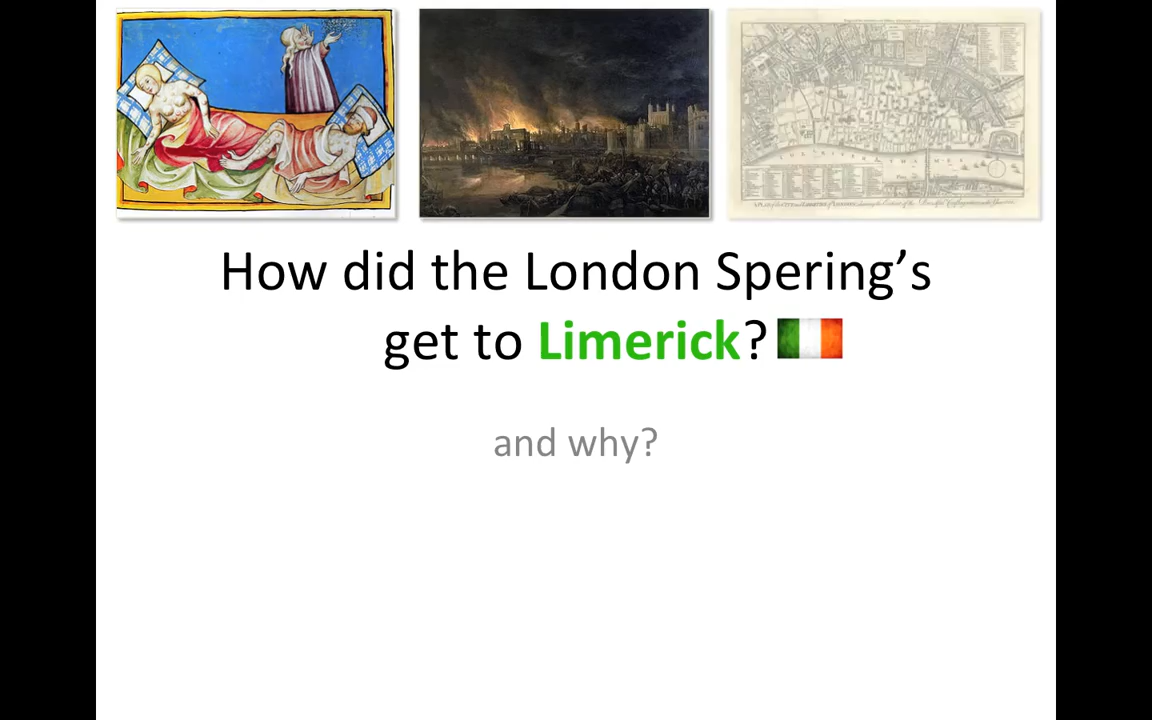 How did the London Spering’s
get to Limerick?
and why?